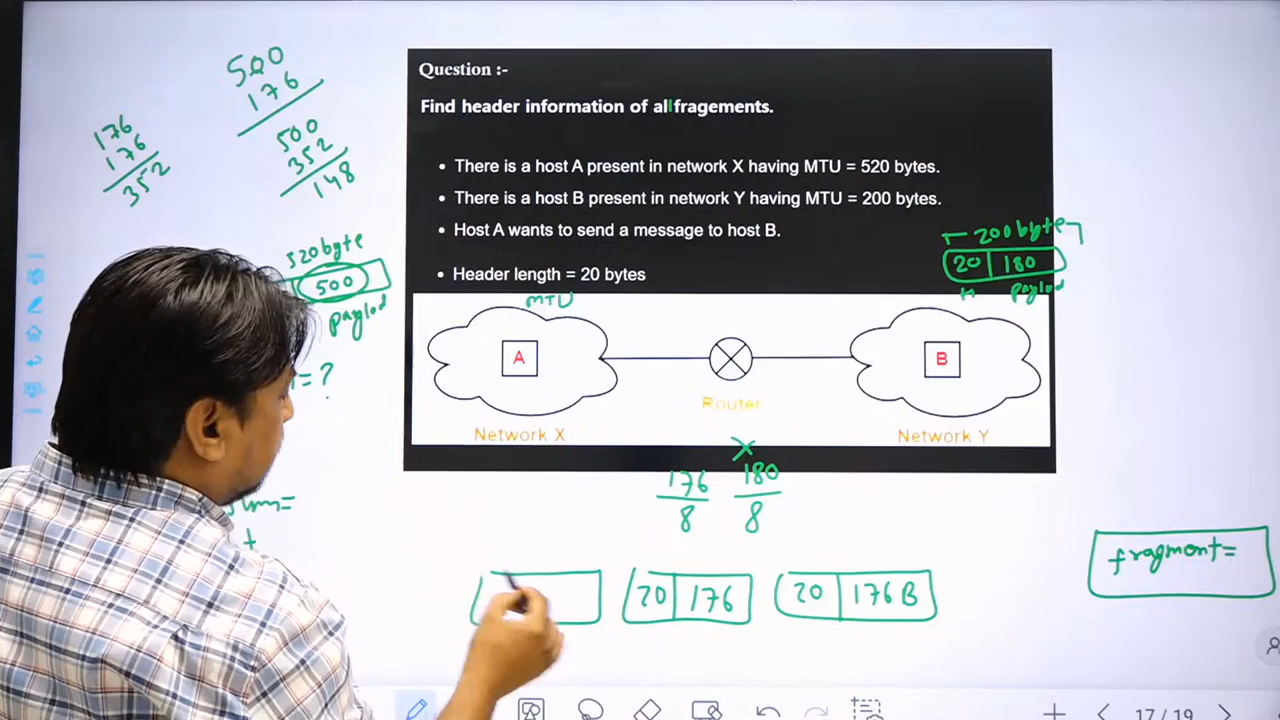 500
176
500
352
148
176
176
352
520 byte
500
payload
= ?
+
Question :-
Find header information of all fragements.
• There is a host A present in network X having MTU = 520 bytes.
• There is a host B present in network Y having MTU = 200 bytes.
• Host A wants to send a message to host B.
• Header length = 20 bytes
200 byte
20 180
H payload
MTU
A
B
Router
Network X
Network Y
176
8
X
180
8
20 176
20 176 B
fragment =
17/19